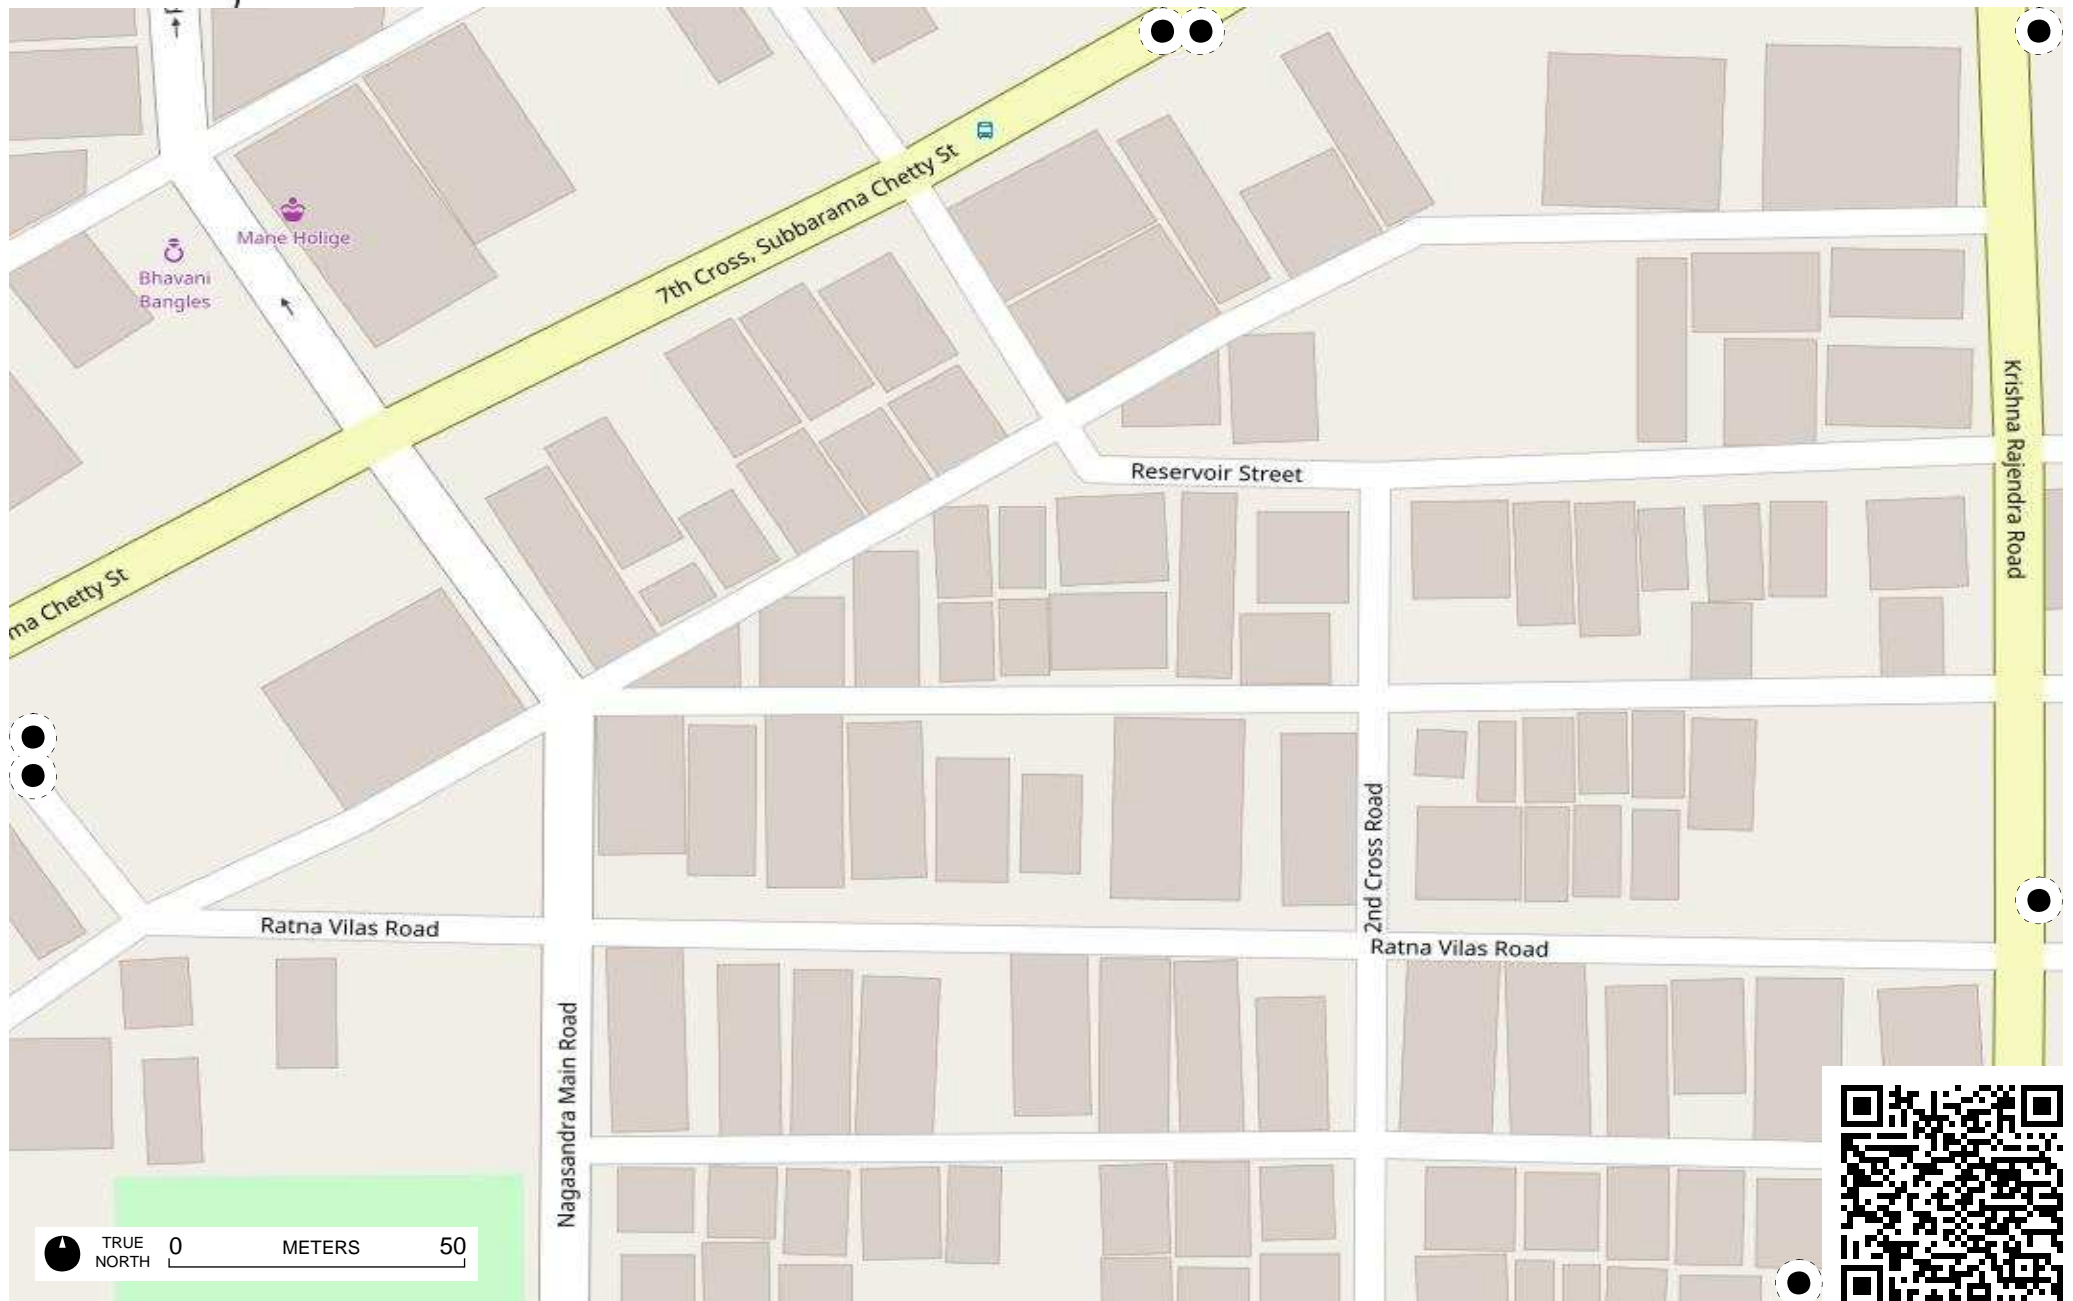 7th Cross, Subbarama Chetty St
Mane Holige
Bhavani
Bangles
Krishna Rajendra Road
Reservoir Street
ma Chetty St
2nd Cross Road
Ratna Vilas Road
Ratna Vilas Road
Nagasandra Main Road
TRUE
NORTH
0 METERS 50